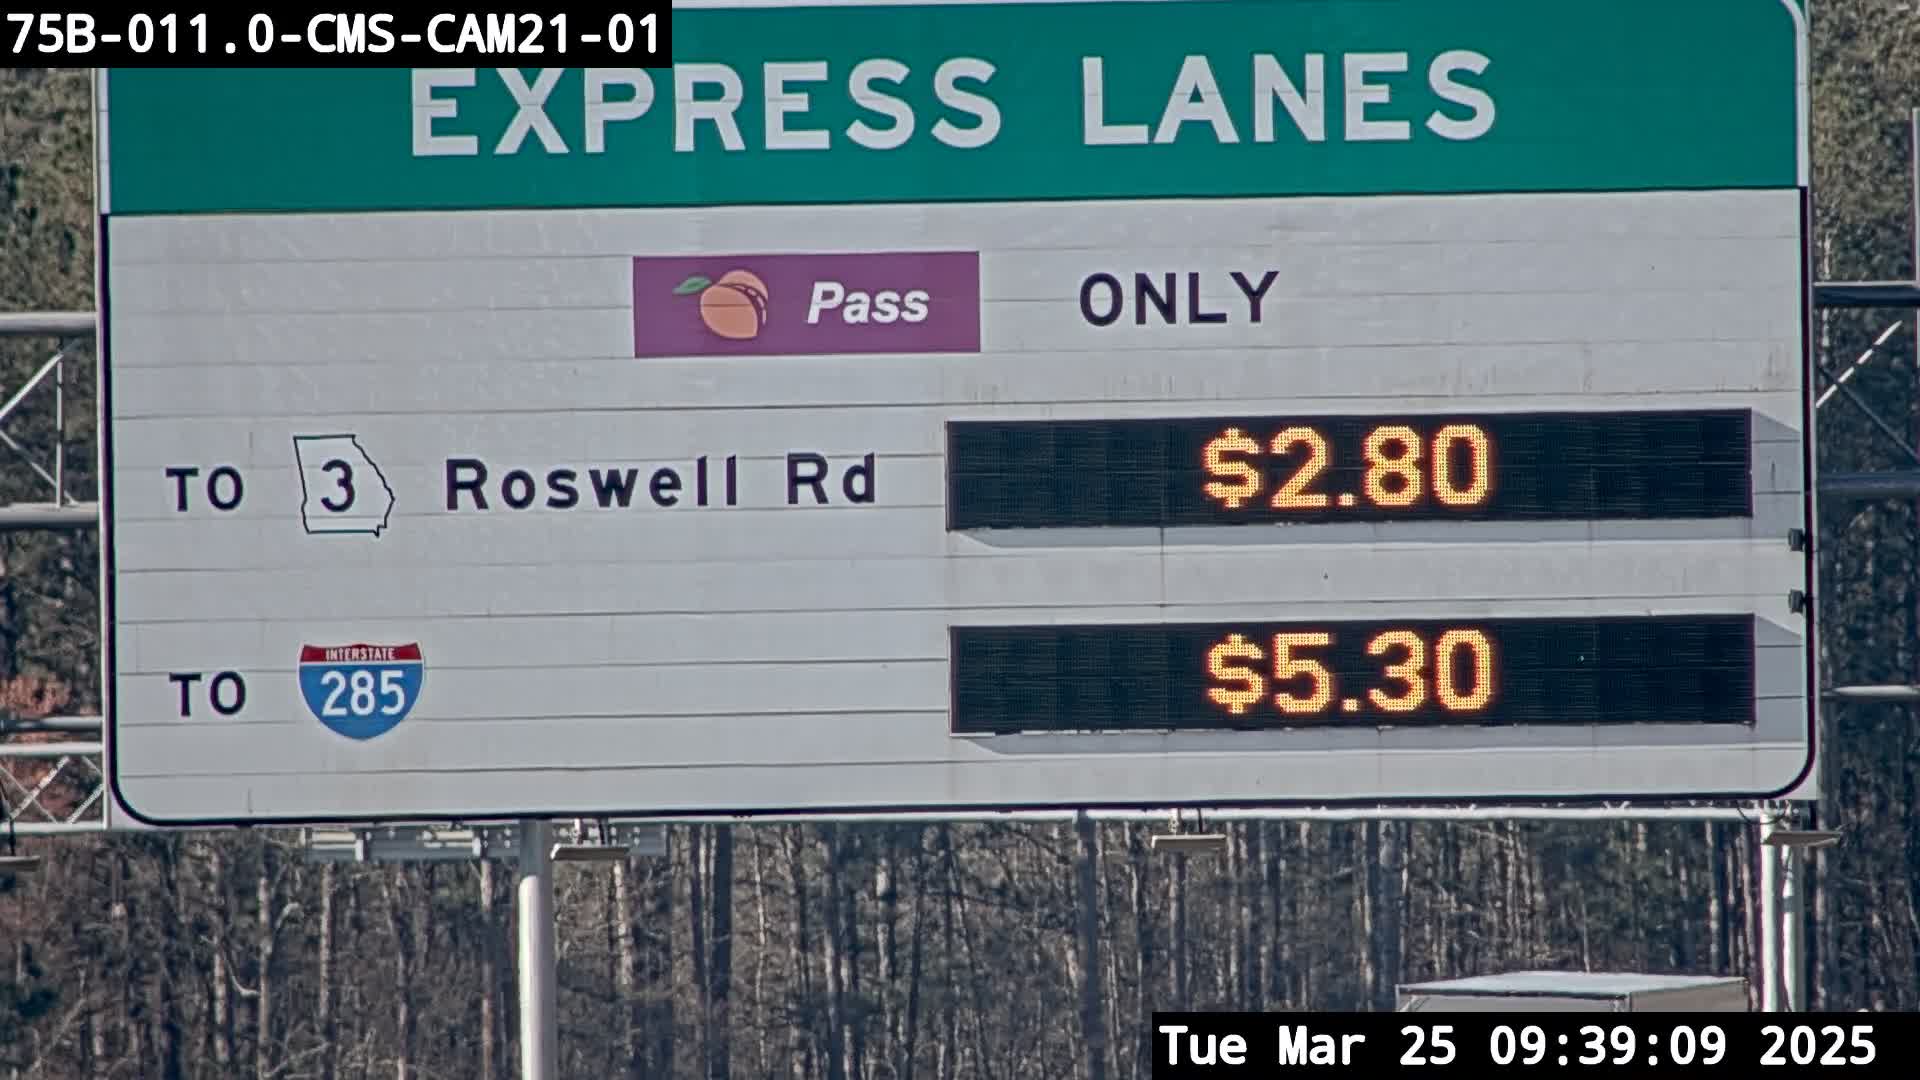 75B-011.0-CMS-CAM21-01
EXPRESS LANES
Pass ONLY
TO 3 Roswell Rd $2.80
INTERSTATE
TO 285 $5.30
Tue Mar 25 09:39:09 2025